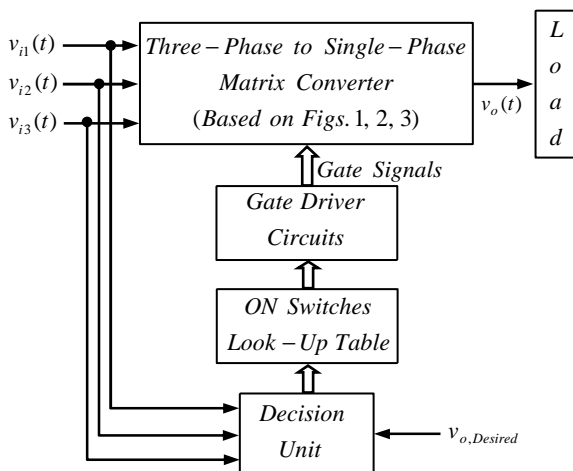 v_{i1}(t)
v_{i2}(t)
v_{i3}(t)
Three-Phase to Single-Phase
Matrix Converter
(Based on Figs. 1, 2, 3)
v_o(t)
L
o
a
d
Gate Signals
Gate Driver
Circuits
ON Switches
Look-Up Table
Decision
Unit
v_{o,Desired}